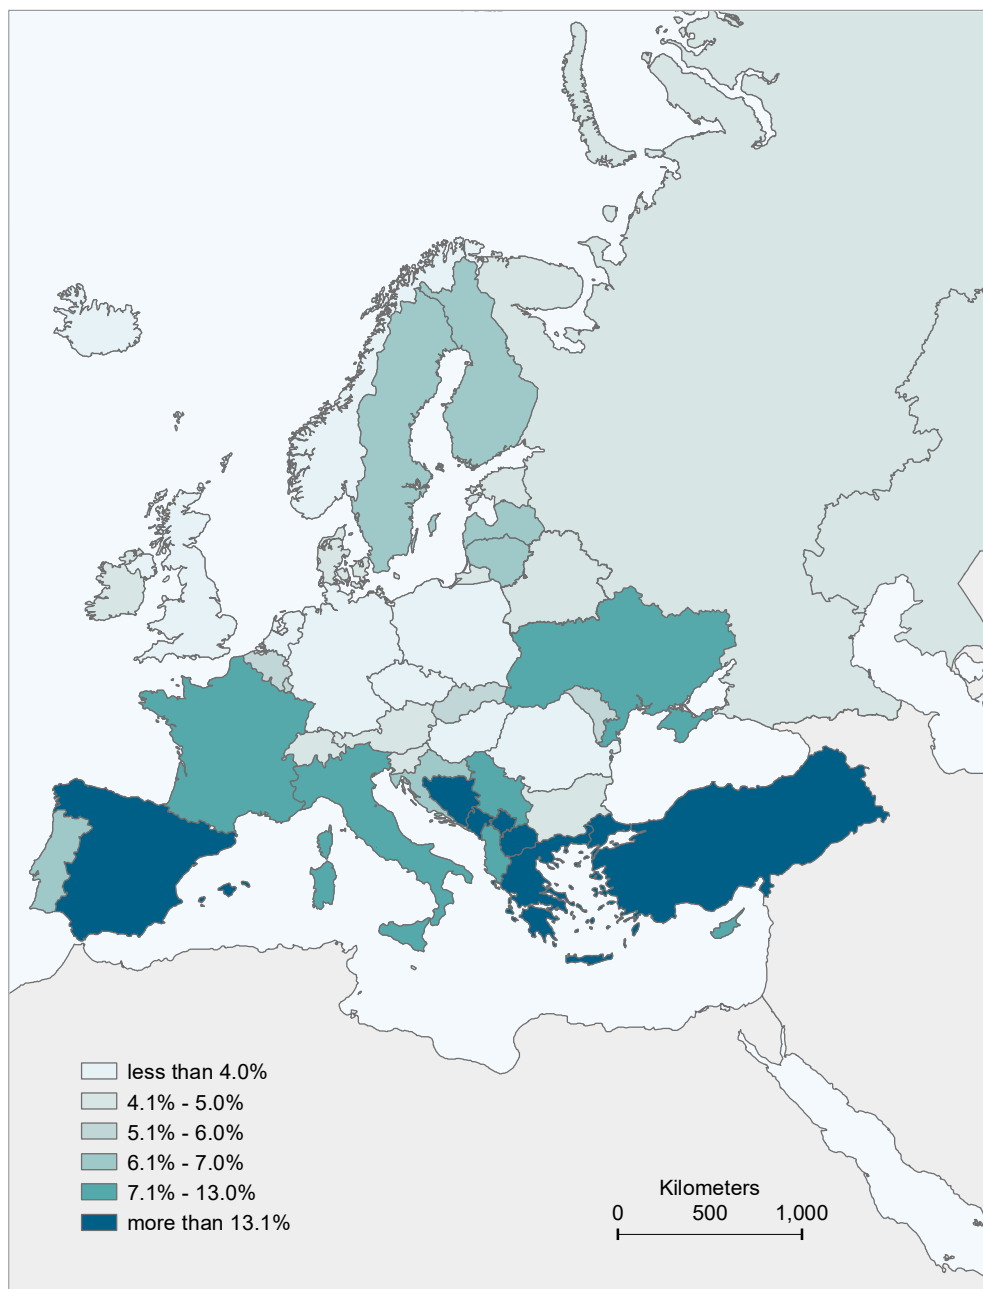 less than 4.0%
4.1% - 5.0%
5.1% - 6.0%
6.1% - 7.0%
7.1% - 13.0%
more than 13.1%
Kilometers
0 500 1,000